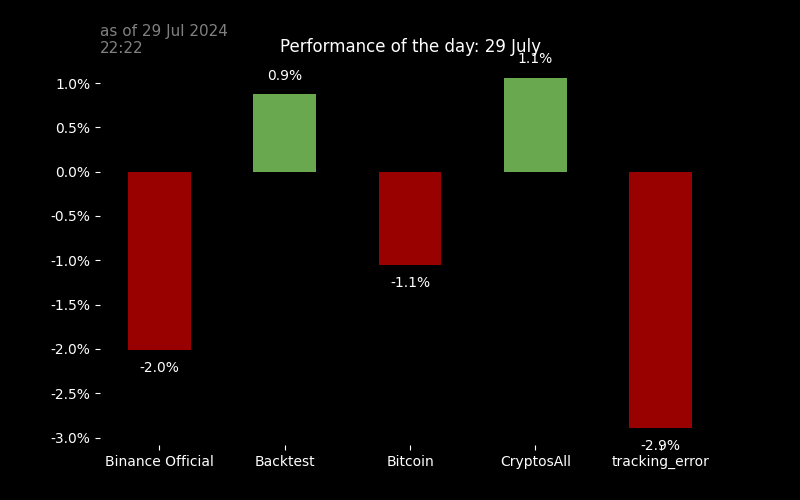 as of 29 Jul 2024
22:22
Performance of the day: 29 July
1.0%
0.5%
0.0%
-0.5%
-1.0%
-1.5%
-2.0%
-2.5%
-3.0%
-2.0%
0.9%
-1.1%
1.1%
-2.9%
Binance Official
Backtest
Bitcoin
CryptosAll
tracking_error